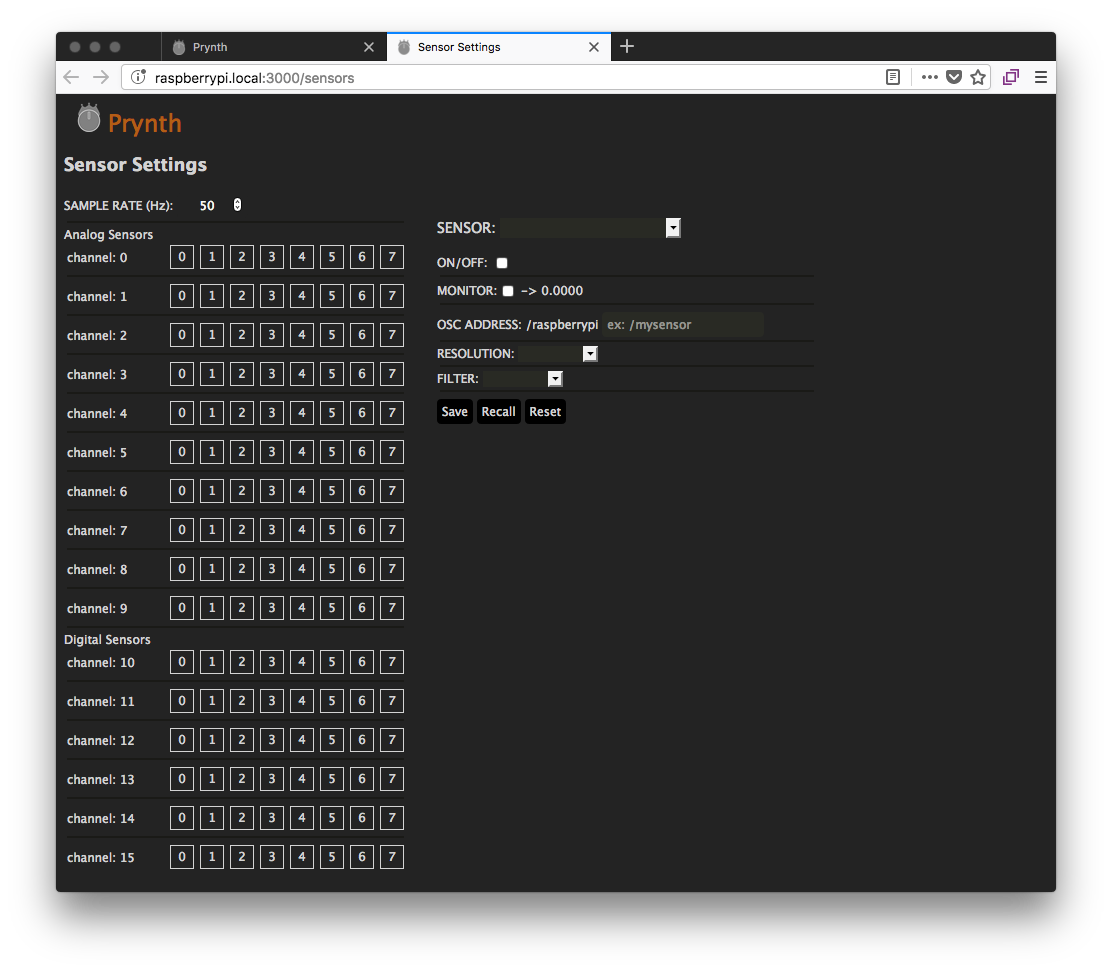 Prynth
Sensor Settings
raspberrypi.local:3000/sensors
Prynth
Sensor Settings
SAMPLE RATE (Hz): 50
Analog Sensors
channel: 0 0 1 2 3 4 5 6 7
channel: 1 0 1 2 3 4 5 6 7
channel: 2 0 1 2 3 4 5 6 7
channel: 3 0 1 2 3 4 5 6 7
channel: 4 0 1 2 3 4 5 6 7
channel: 5 0 1 2 3 4 5 6 7
channel: 6 0 1 2 3 4 5 6 7
channel: 7 0 1 2 3 4 5 6 7
channel: 8 0 1 2 3 4 5 6 7
channel: 9 0 1 2 3 4 5 6 7
Digital Sensors
channel: 10 0 1 2 3 4 5 6 7
channel: 11 0 1 2 3 4 5 6 7
channel: 12 0 1 2 3 4 5 6 7
channel: 13 0 1 2 3 4 5 6 7
channel: 14 0 1 2 3 4 5 6 7
channel: 15 0 1 2 3 4 5 6 7
SENSOR:
ON/OFF:
MONITOR: -> 0.0000
OSC ADDRESS: /raspberrypi ex: /mysensor
RESOLUTION:
FILTER:
Save Recall Reset